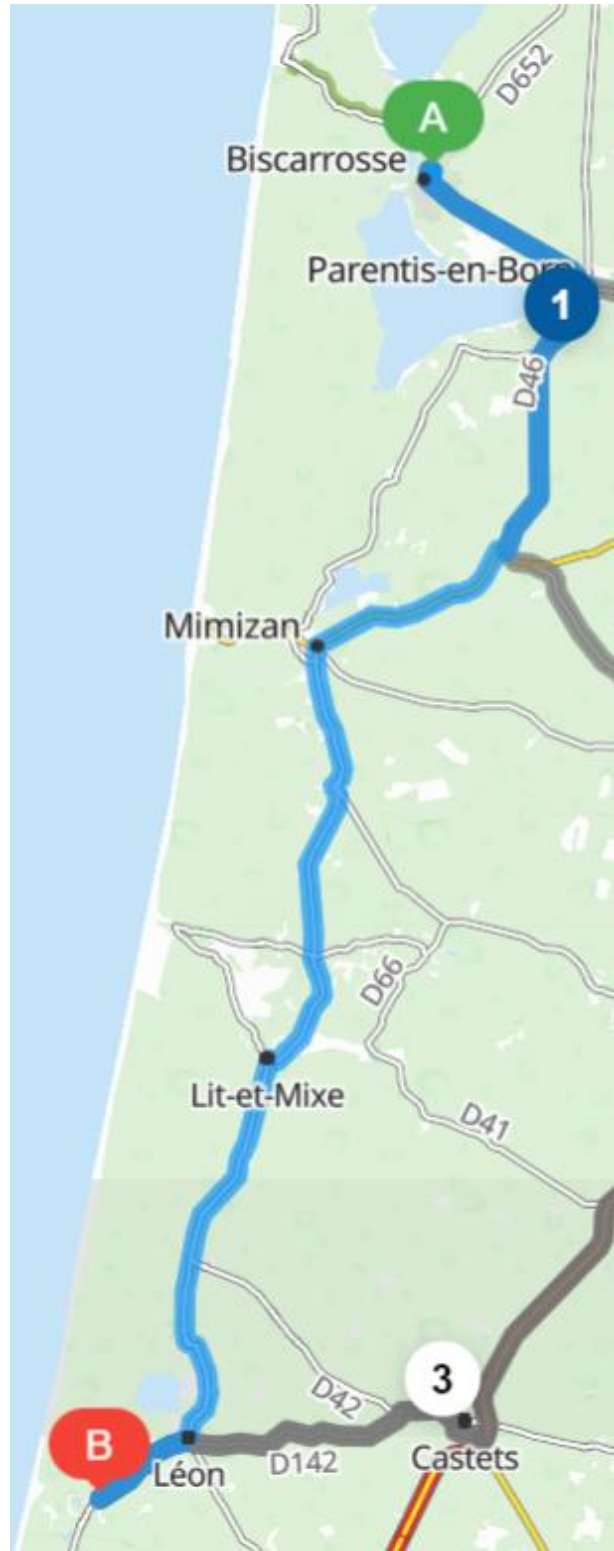 D652
A
Biscarrosse
Parentis-en-Born
1
D46
Mimizan
D66
Lit-et-Mixe
D41
3
D42
B
Léon
D142
Castets